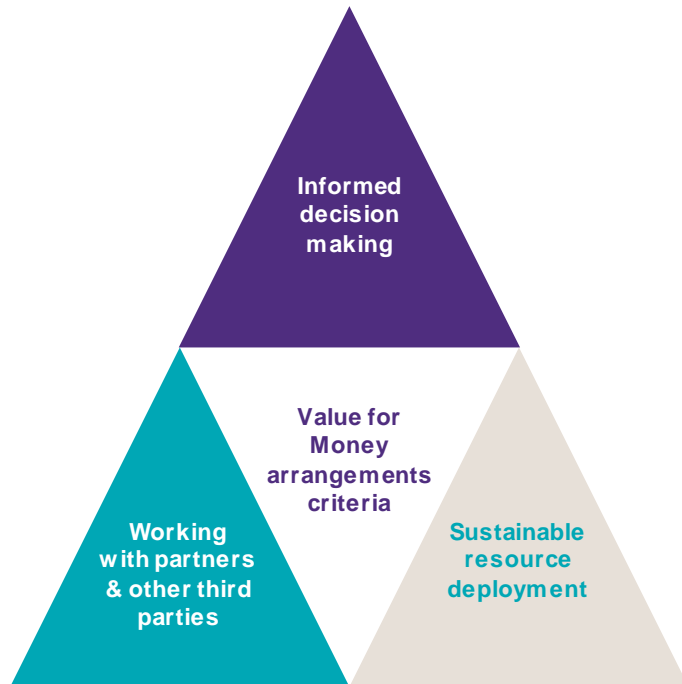 Informed
decision
making
Value for
Money
arrangements
criteria
Working
with partners
& other third
parties
Sustainable
resource
deployment